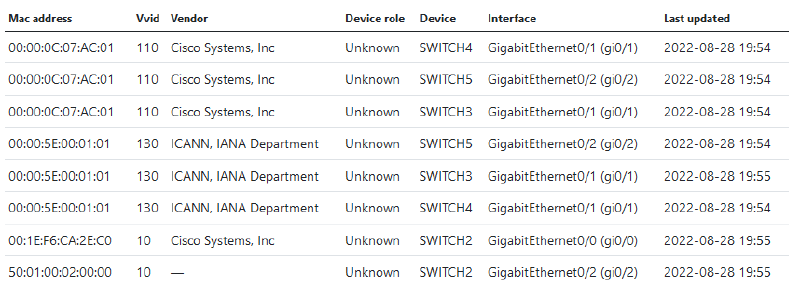 Mac address Vvid Vendor Device role Device Interface Last updated
00:00:0C:07:AC:01 110 Cisco Systems, Inc Unknown SWITCH4 GigabitEthernet0/1 (gi0/1) 2022-08-28 19:54
00:00:0C:07:AC:01 110 Cisco Systems, Inc Unknown SWITCH5 GigabitEthernet0/2 (gi0/2) 2022-08-28 19:54
00:00:0C:07:AC:01 110 Cisco Systems, Inc Unknown SWITCH3 GigabitEthernet0/1 (gi0/1) 2022-08-28 19:54
00:00:5E:00:01:01 130 ICANN, IANA Department Unknown SWITCH5 GigabitEthernet0/2 (gi0/2) 2022-08-28 19:54
00:00:5E:00:01:01 130 ICANN, IANA Department Unknown SWITCH3 GigabitEthernet0/1 (gi0/1) 2022-08-28 19:55
00:00:5E:00:01:01 130 ICANN, IANA Department Unknown SWITCH4 GigabitEthernet0/1 (gi0/1) 2022-08-28 19:54
00:1E:F6:CA:2E:C0 10 Cisco Systems, Inc Unknown SWITCH2 GigabitEthernet0/0 (gi0/0) 2022-08-28 19:55
50:01:00:02:00:00 10 — Unknown SWITCH2 GigabitEthernet0/2 (gi0/2) 2022-08-28 19:55